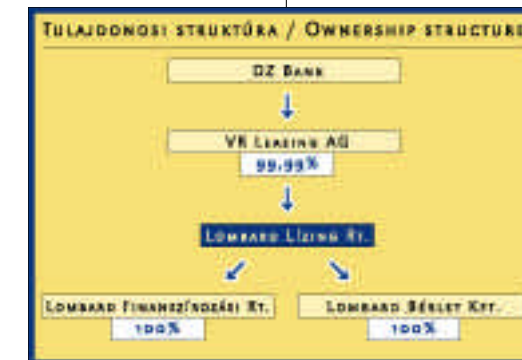 TULAJDONOSI STRUKTÚRA / OWNERSHIP STRUCTURE
DZ BANK
VR LEASING AG
99.99%
LOMBARD LÍZING RT.
LOMBARD FINANSZÍROZÁSI RT. LOMBARD BÉRLET KFT.
100% 100%